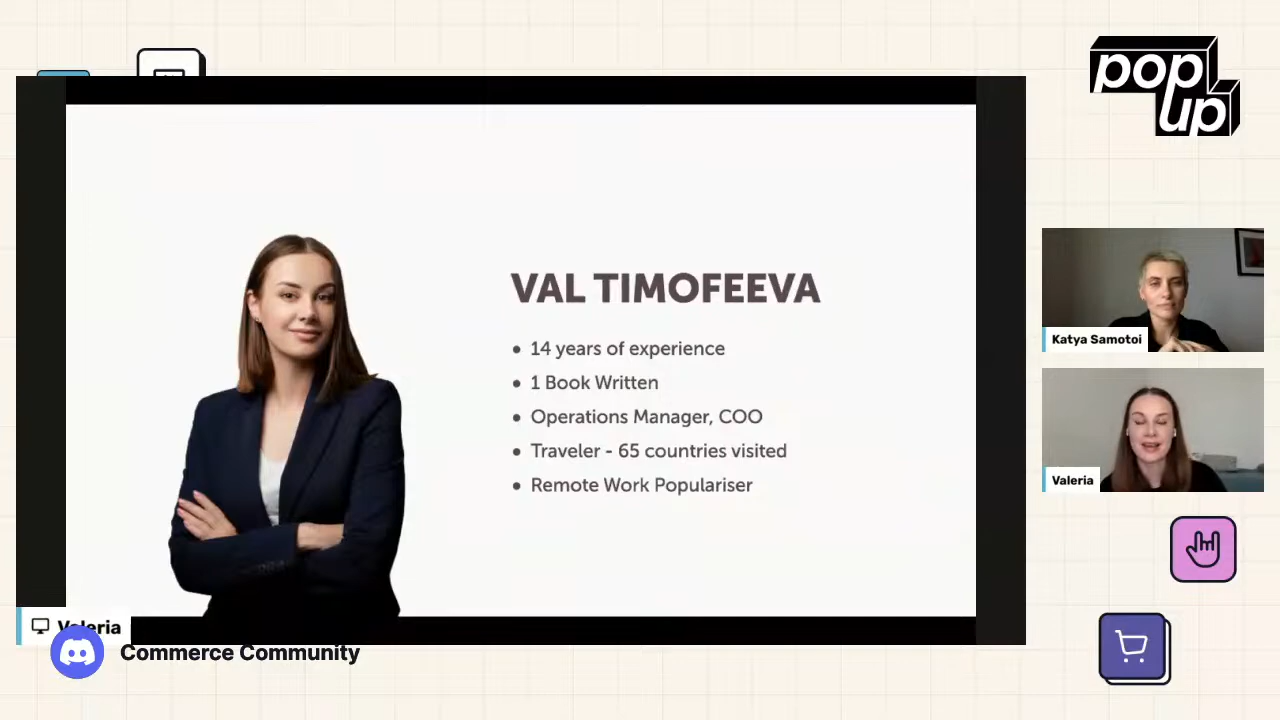 pop
up
VAL TIMOFEEVA
• 14 years of experience
• 1 Book Written
• Operations Manager, COO
• Traveler - 65 countries visited
• Remote Work Populariser
Katya Samotoi
Valeria
Valeria
Commerce Community